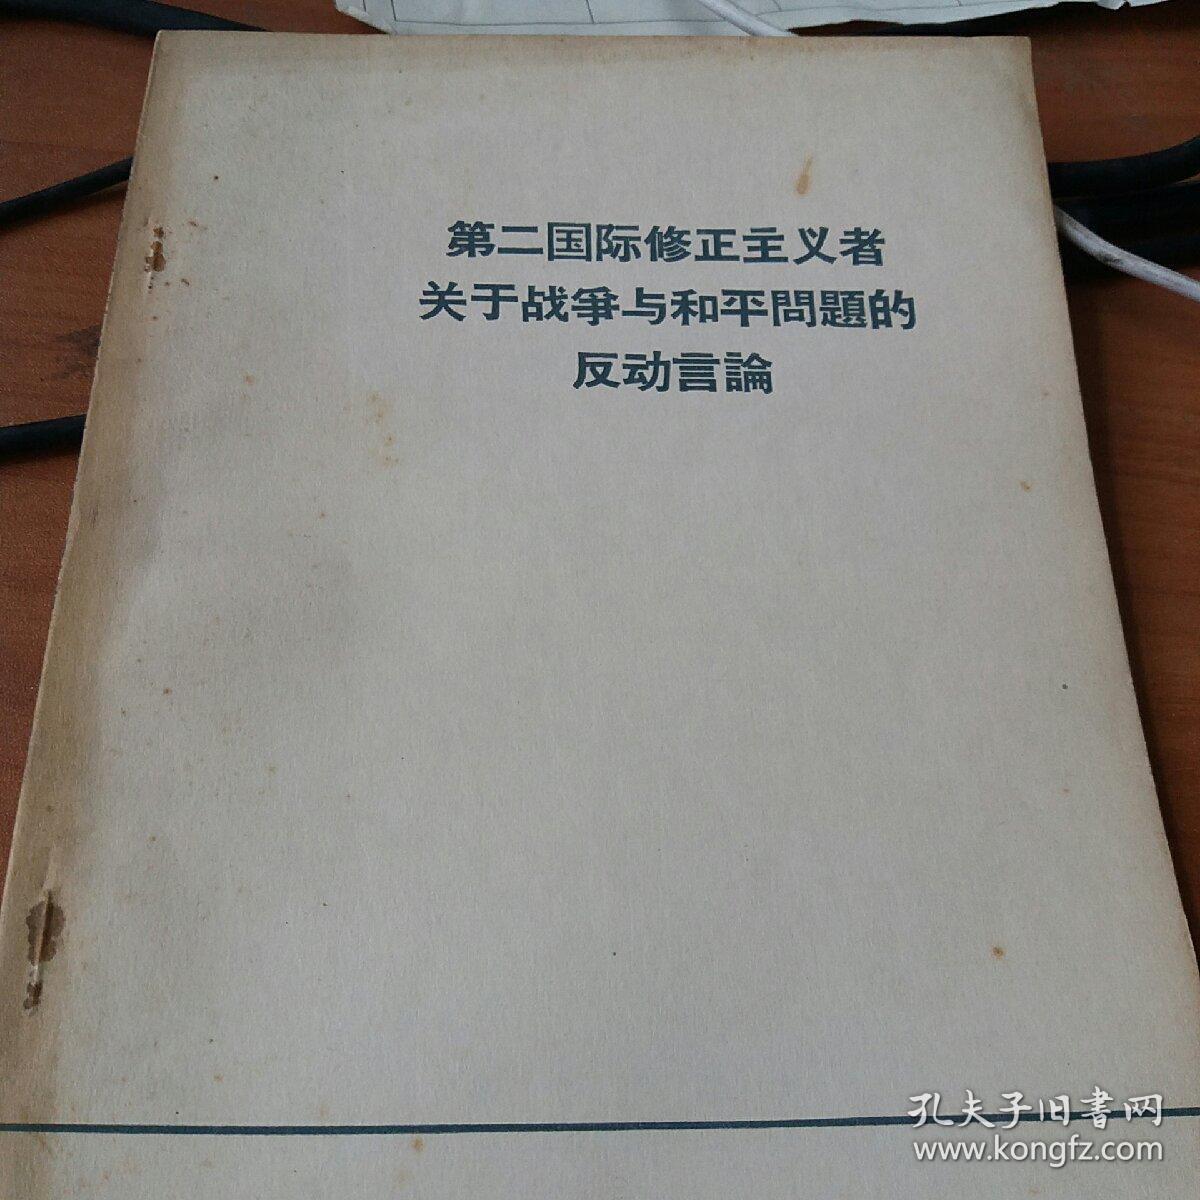 第二国际修正主义者
关于战爭与和平問題的
反动言論
孔夫子旧書网
www.kongfz.com